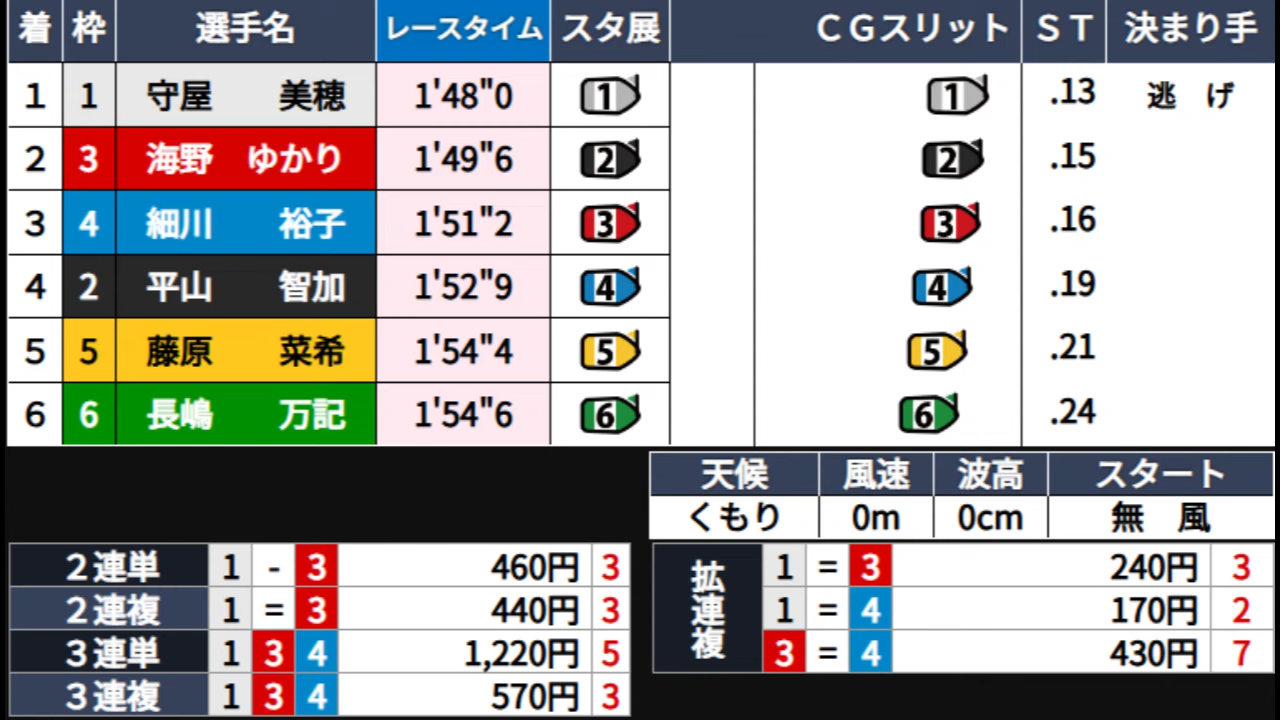 着 枠 選手名 レースタイム スタ展 ＣＧスリット ＳＴ 決まり手
1 1 守屋 美穂 1'48"0 1 1 .13 逃 げ
2 3 海野 ゆかり 1'49"6 2 2 .15
3 4 細川 裕子 1'51"2 3 3 .16
4 2 平山 智加 1'52"9 4 4 .19
5 5 藤原 菜希 1'54"4 5 5 .21
6 6 長嶋 万記 1'54"6 6 6 .24
天候 風速 波高 スタート
くもり 0m 0cm 無 風
２連単 1 - 3 460円 3
２連複 1 = 3 440円 3
３連単 1 3 4 1,220円 5
３連複 1 3 4 570円 3
拡連複 1 = 3 240円 3
1 = 4 170円 2
3 = 4 430円 7